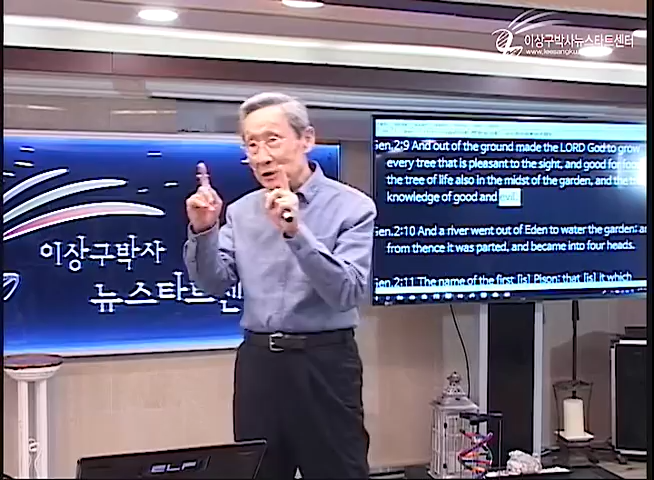 이상구박사뉴스타트센터
Gen.2:9 And out of the ground made the LORD God to grow
every tree that is pleasant to the sight, and good for food
the tree of life also in the midst of the garden, and the
knowledge of good and evil.
Gen.2:10 And a river went out of Eden to water the garden;
from thence it was parted, and became into four heads.
Gen.2:11 The name of the first [is] Pison: that [is] it which
이상구박사
뉴스타트센